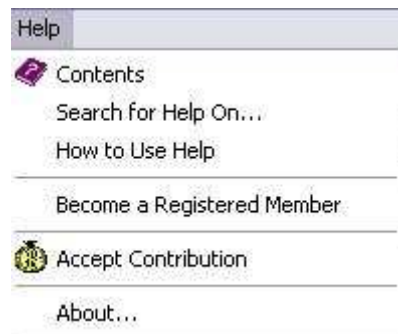 Help
Contents
Search for Help On...
How to Use Help
Become a Registered Member
Accept Contribution
About...